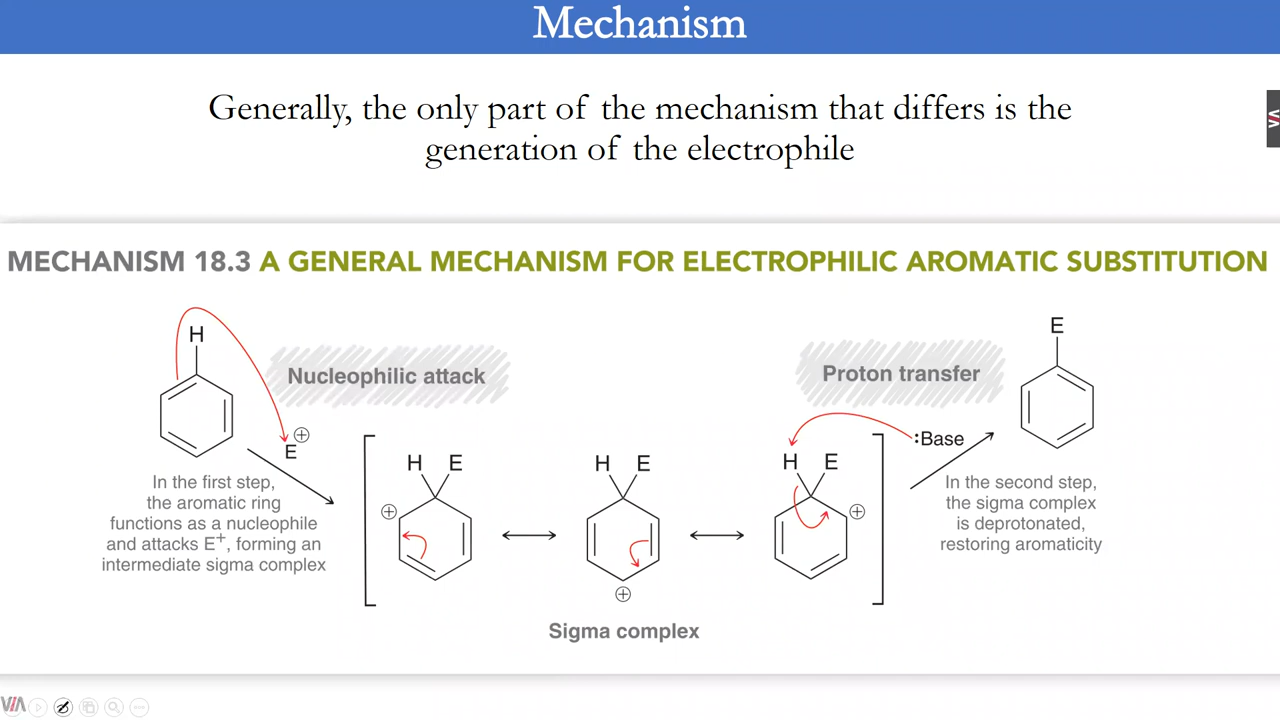 Mechanism
Generally, the only part of the mechanism that differs is the
generation of the electrophile
MECHANISM 18.3 A GENERAL MECHANISM FOR ELECTROPHILIC AROMATIC SUBSTITUTION
H
Nucleophilic attack
E
⊕
In the first step,
the aromatic ring
functions as a nucleophile
and attacks E⁺, forming an
intermediate sigma complex
H E
⊕
H E
⊕
H E
⊕
Sigma complex
Proton transfer
:Base
E
In the second step,
the sigma complex
is deprotonated,
restoring aromaticity
VIA